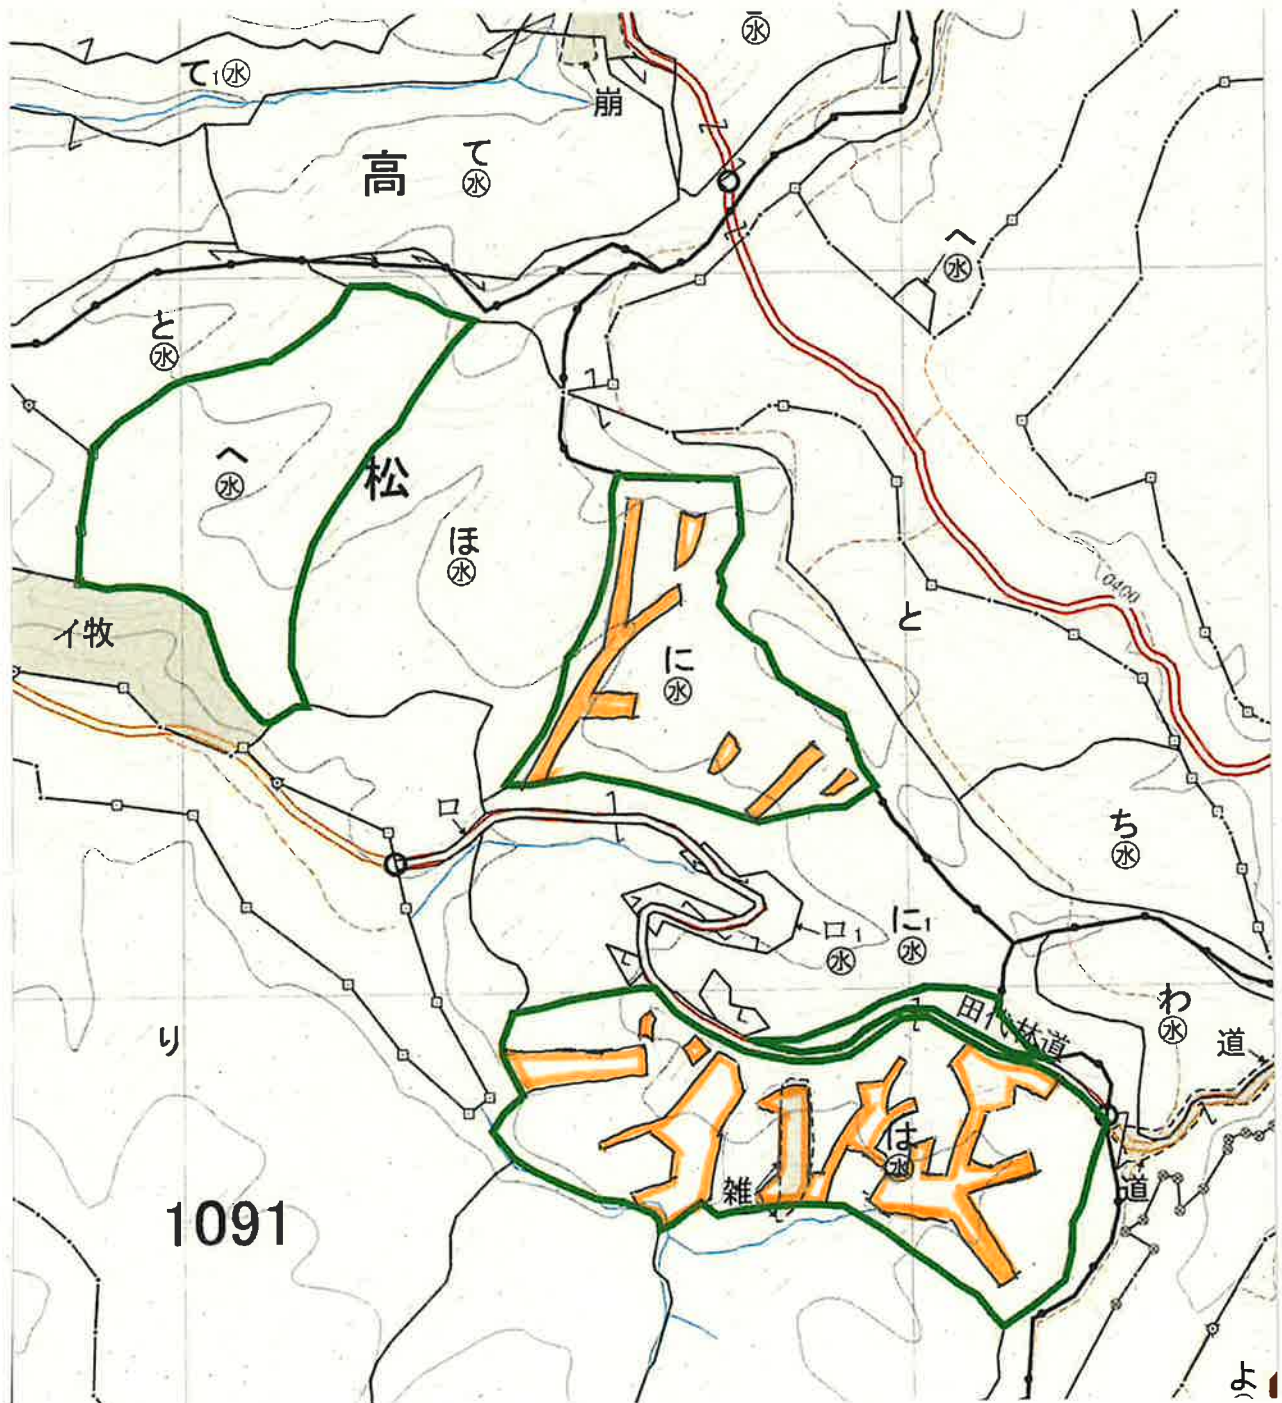 水
て1水
崩
高
て
水
へ
水
と
水
へ
水
松
ほ
水
0400
と
イ牧
に
水
ロ
ち
水
ロ1
水
に1
水
田代林道
わ
水
道
り
は
水
雑
道
1091
よ